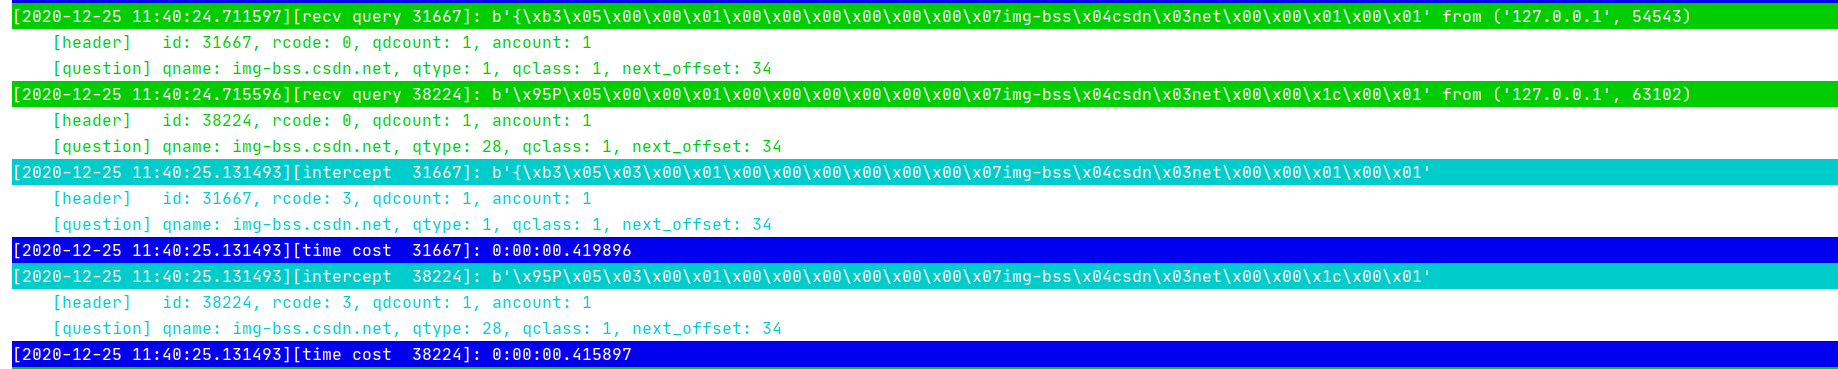 [2020-12-25 11:40:24.711597][recv query 31667]: b'{\xb3\x05\x00\x00\x01\x00\x00\x00\x00\x00\x00\x07img-bss\x04csdn\x03net\x00\x00\x01\x00\x01' from ('127.0.0.1', 54543)
[header]   id: 31667, rcode: 0, qdcount: 1, ancount: 1
[question] qname: img-bss.csdn.net, qtype: 1, qclass: 1, next_offset: 34
[2020-12-25 11:40:24.715596][recv query 38224]: b'\x95P\x05\x00\x00\x01\x00\x00\x00\x00\x00\x00\x07img-bss\x04csdn\x03net\x00\x00\x1c\x00\x01' from ('127.0.0.1', 63102)
[header]   id: 38224, rcode: 0, qdcount: 1, ancount: 1
[question] qname: img-bss.csdn.net, qtype: 28, qclass: 1, next_offset: 34
[2020-12-25 11:40:25.131493][intercept  31667]: b'{\xb3\x05\x03\x00\x01\x00\x00\x00\x00\x00\x00\x07img-bss\x04csdn\x03net\x00\x00\x01\x00\x01'
[header]   id: 31667, rcode: 3, qdcount: 1, ancount: 1
[question] qname: img-bss.csdn.net, qtype: 1, qclass: 1, next_offset: 34
[2020-12-25 11:40:25.131493][time cost  31667]: 0:00:00.419896
[2020-12-25 11:40:25.131493][intercept  38224]: b'\x95P\x05\x03\x00\x01\x00\x00\x00\x00\x00\x00\x07img-bss\x04csdn\x03net\x00\x00\x1c\x00\x01'
[header]   id: 38224, rcode: 3, qdcount: 1, ancount: 1
[question] qname: img-bss.csdn.net, qtype: 28, qclass: 1, next_offset: 34
[2020-12-25 11:40:25.131493][time cost  38224]: 0:00:00.415897